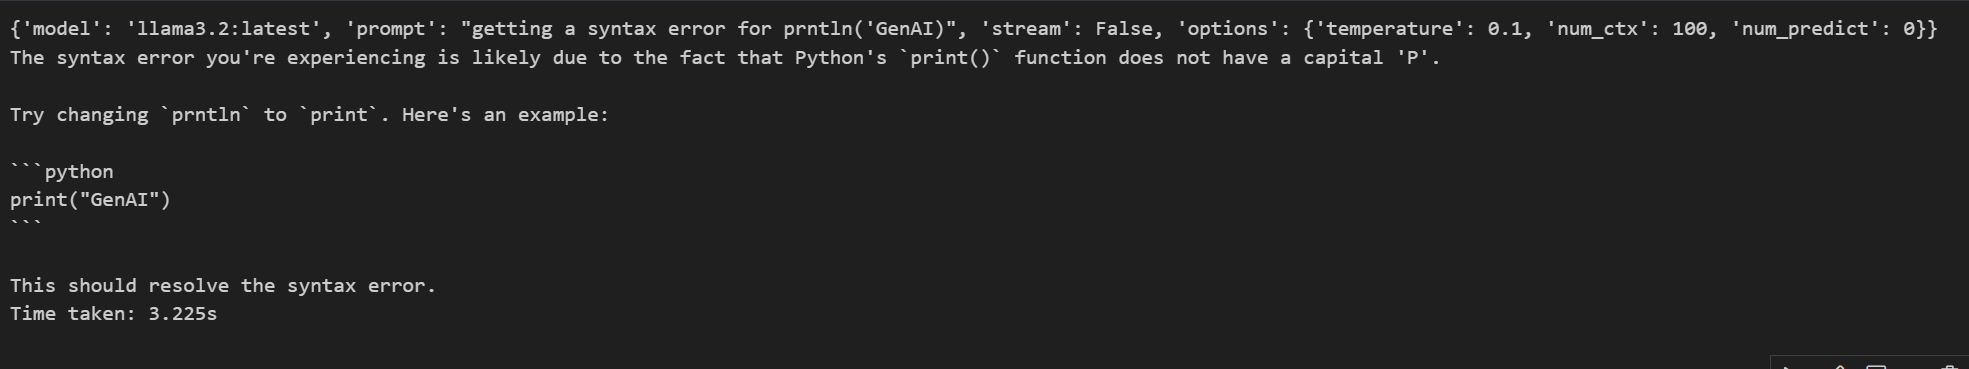 {'model': 'llama3.2:latest', 'prompt': "getting a syntax error for prntln('GenAI)", 'stream': False, 'options': {'temperature': 0.1, 'num_ctx': 100, 'num_predict': 0}}
The syntax error you're experiencing is likely due to the fact that Python's `print()` function does not have a capital 'P'.
Try changing `prntln` to `print`. Here's an example:
```python
print("GenAI")
```
This should resolve the syntax error.
Time taken: 3.225s